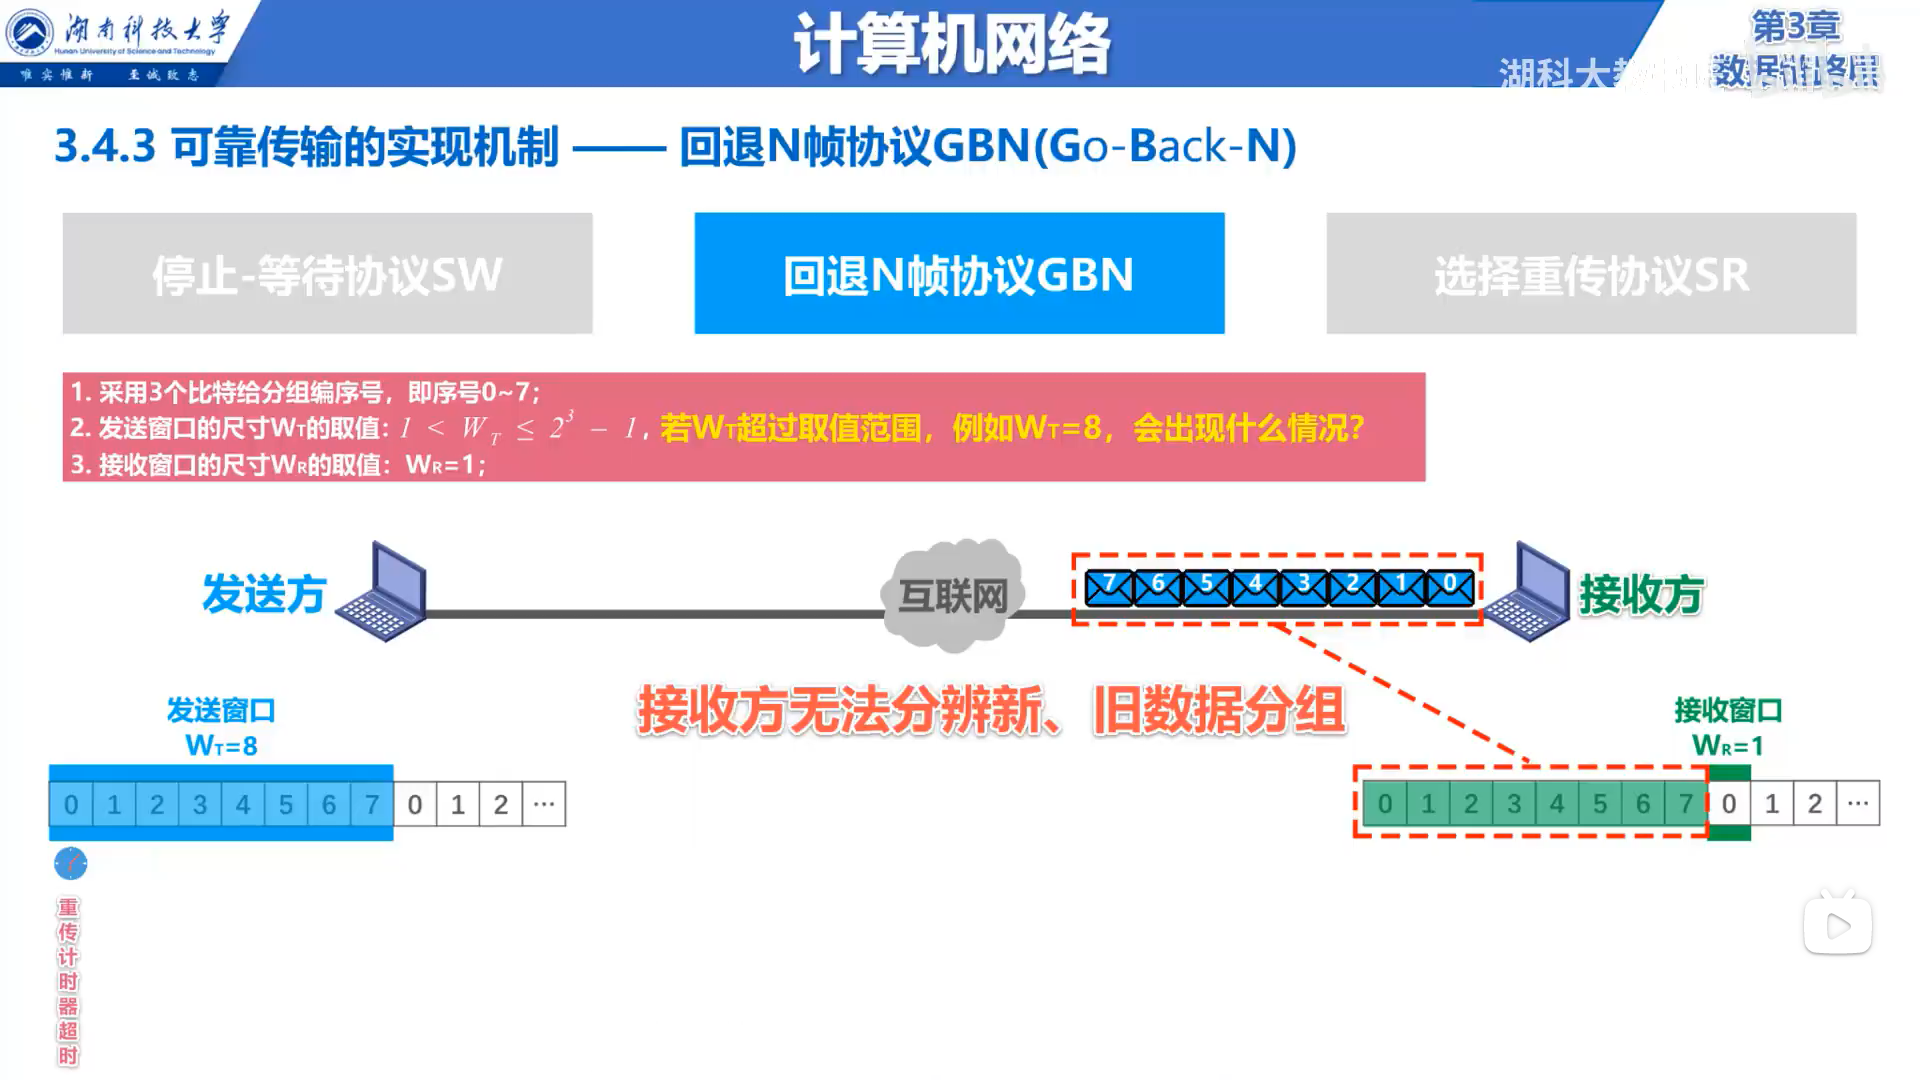 湖南科技大学
Hunan University of Science and Technology
唯实惟新 至诚致志
计算机网络
第3章
数据链路层
湖科大教
3.4.3 可靠传输的实现机制 —— 回退N帧协议GBN(Go-Back-N)
停止-等待协议SW
回退N帧协议GBN
选择重传协议SR
1. 采用3个比特给分组编序号，即序号0~7；
2. 发送窗口的尺寸WT的取值：1 < W_T ≤ 2^3 − 1，若WT超过取值范围，例如WT=8，会出现什么情况？
3. 接收窗口的尺寸WR的取值：WR=1；
发送方
互联网
7 6 5 4 3 2 1 0
接收方
接收方无法分辨新、旧数据分组
发送窗口
WT=8
0 1 2 3 4 5 6 7 0 1 2 ···
接收窗口
WR=1
0 1 2 3 4 5 6 7 0 1 2 ···
重传计时器超时